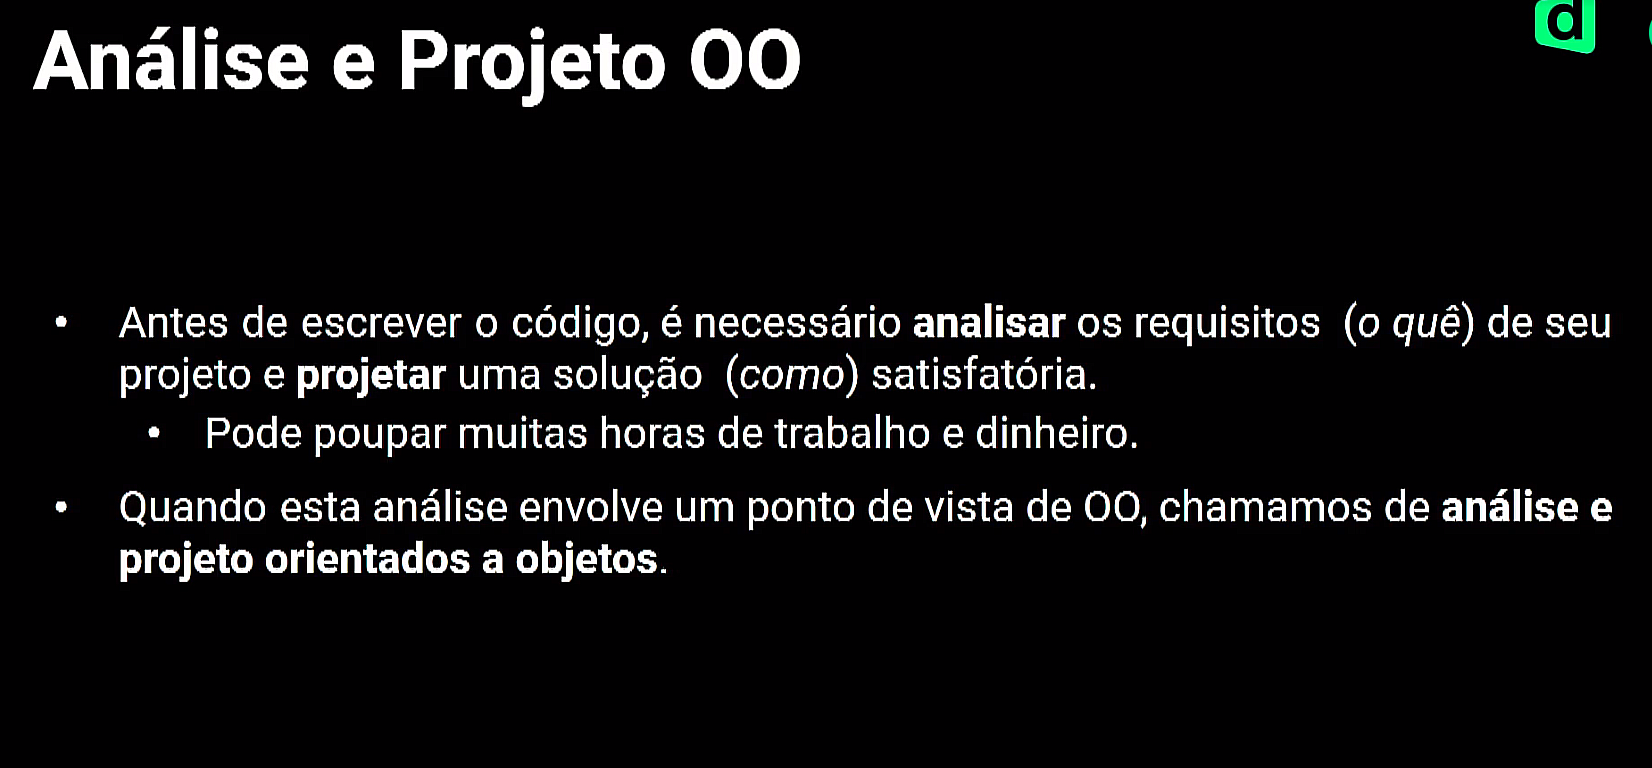 Análise e Projeto OO
d
• Antes de escrever o código, é necessário analisar os requisitos (o quê) de seu
projeto e projetar uma solução (como) satisfatória.
• Pode poupar muitas horas de trabalho e dinheiro.
• Quando esta análise envolve um ponto de vista de OO, chamamos de análise e
projeto orientados a objetos.